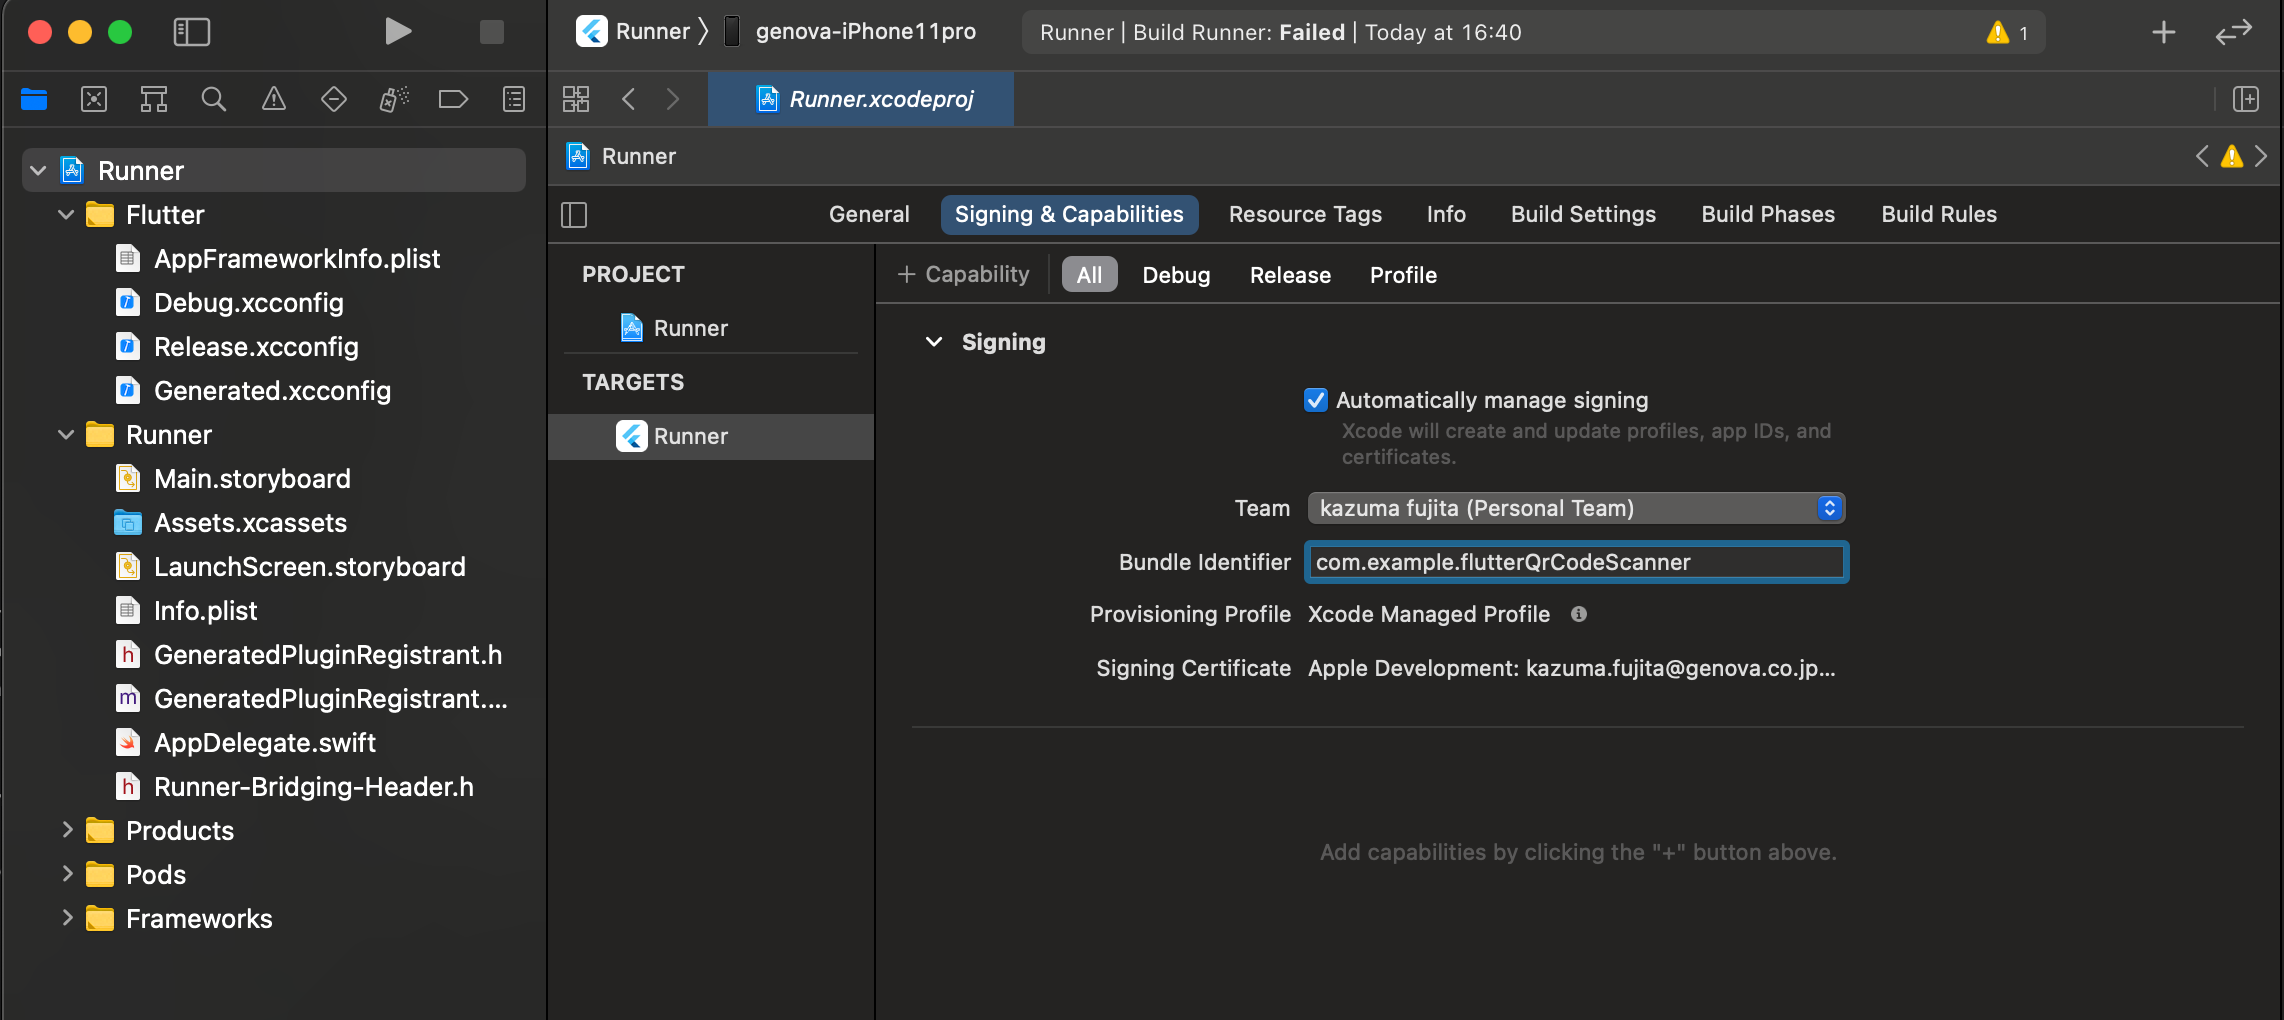 Runner
genova-iPhone11pro
Runner | Build Runner: Failed | Today at 16:40
1
Runner.xcodeproj
Runner
General
Signing & Capabilities
Resource Tags
Info
Build Settings
Build Phases
Build Rules
Runner
Flutter
AppFrameworkInfo.plist
Debug.xcconfig
Release.xcconfig
Generated.xcconfig
Runner
Main.storyboard
Assets.xcassets
LaunchScreen.storyboard
Info.plist
GeneratedPluginRegistrant.h
GeneratedPluginRegistrant....
AppDelegate.swift
Runner-Bridging-Header.h
Products
Pods
Frameworks
PROJECT
Runner
TARGETS
Runner
+ Capability
All
Debug
Release
Profile
Signing
Automatically manage signing
Xcode will create and update profiles, app IDs, and
certificates.
Team kazuma fujita (Personal Team)
Bundle Identifier com.example.flutterQrCodeScanner
Provisioning Profile Xcode Managed Profile
Signing Certificate Apple Development: kazuma.fujita@genova.co.jp...
Add capabilities by clicking the "+" button above.